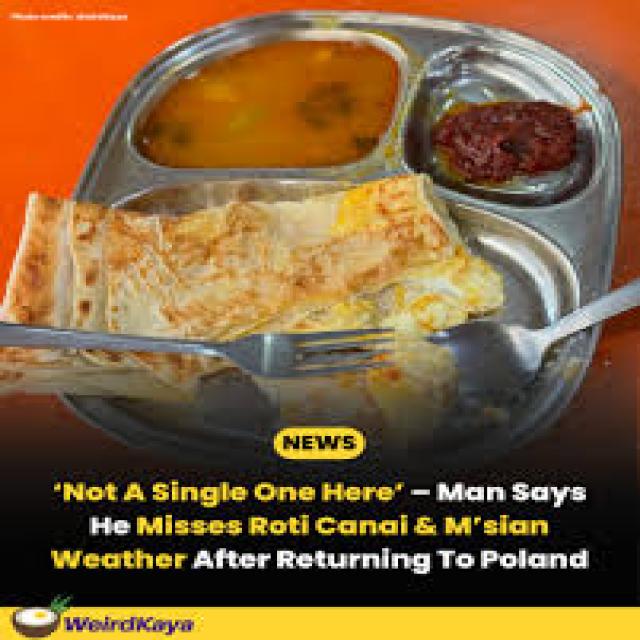 NEWS
‘Not A Single One Here’ – Man Says
He Misses Roti Canai & M’sian
Weather After Returning To Poland
WeirdKaya